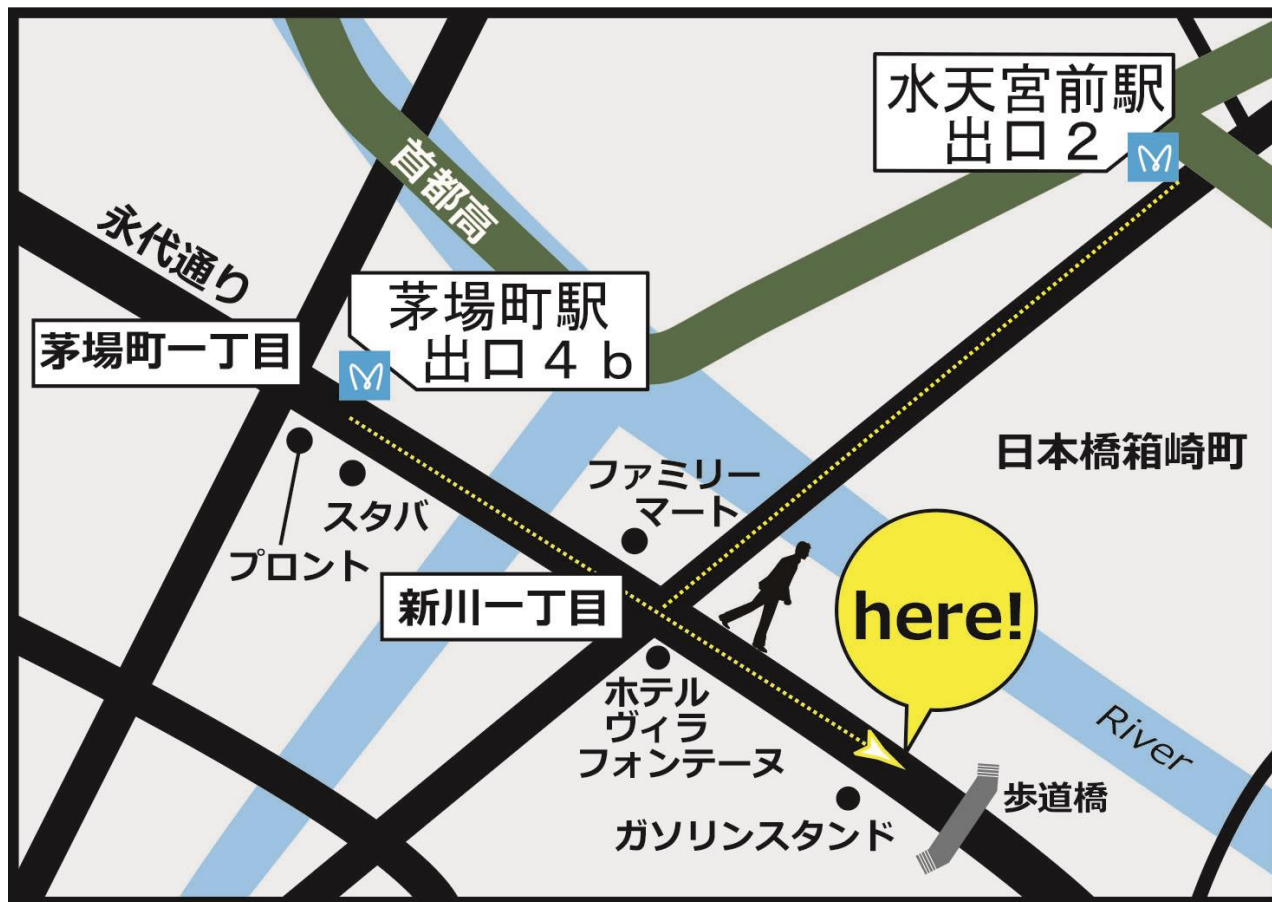 水天宮前駅
出口2
首都高
永代通り
茅場町駅
出口4 b
茅場町一丁目
日本橋箱崎町
ファミリー
マート
スタバ
プロント
新川一丁目
here!
ホテル
ヴィラ
フォンテーヌ
River
歩道橋
ガソリンスタンド